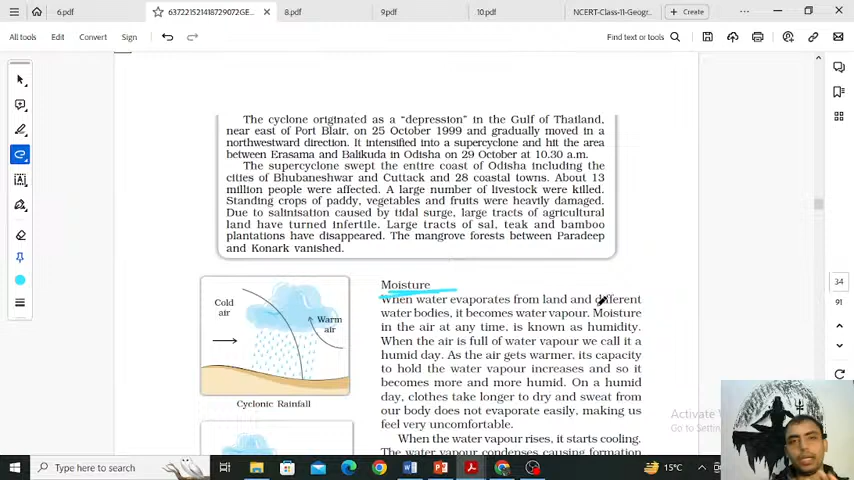 6.pdf
637221521418729072GE...
8.pdf
9pdf
10.pdf
NCERT-Class-11-Geogr...
+ Create
All tools
Convert
Sign
Find text or tools
The cyclone originated as a “depression” in the Gulf of Thailand,
near east of Port Blair, on 25 October 1999 and gradually moved in a
northwestward direction. It intensified into a supercyclone and hit the area
between Erasama and Balikuda in Odisha on 29 October at 10.30 a.m.
The supercyclone swept the entire coast of Odisha including the
cities of Bhubaneshwar and Cuttack and 28 coastal towns. About 13
million people were affected. A large number of livestock were killed.
Standing crops of paddy, vegetables and fruits were heavily damaged.
Due to salinisation caused by tidal surge, large tracts of agricultural
land have turned infertile. Large tracts of sal, teak and bamboo
plantations have disappeared. The mangrove forests between Paradeep
and Konark vanished.
Cold
air
Warm
air
Cyclonic Rainfall
Moisture
When water evaporates from land and different
water bodies, it becomes water vapour. Moisture
in the air at any time, is known as humidity.
When the air is full of water vapour we call it a
humid day. As the air gets warmer, its capacity
to hold the water vapour increases and so it
becomes more and more humid. On a humid
day, clothes take longer to dry and sweat from
our body does not evaporate easily, making us
feel very uncomfortable.
When the water vapour rises, it starts cooling.
The water vapour condenses causing formation
34
91
Activate
Go to Setting
Type here to search
15°C